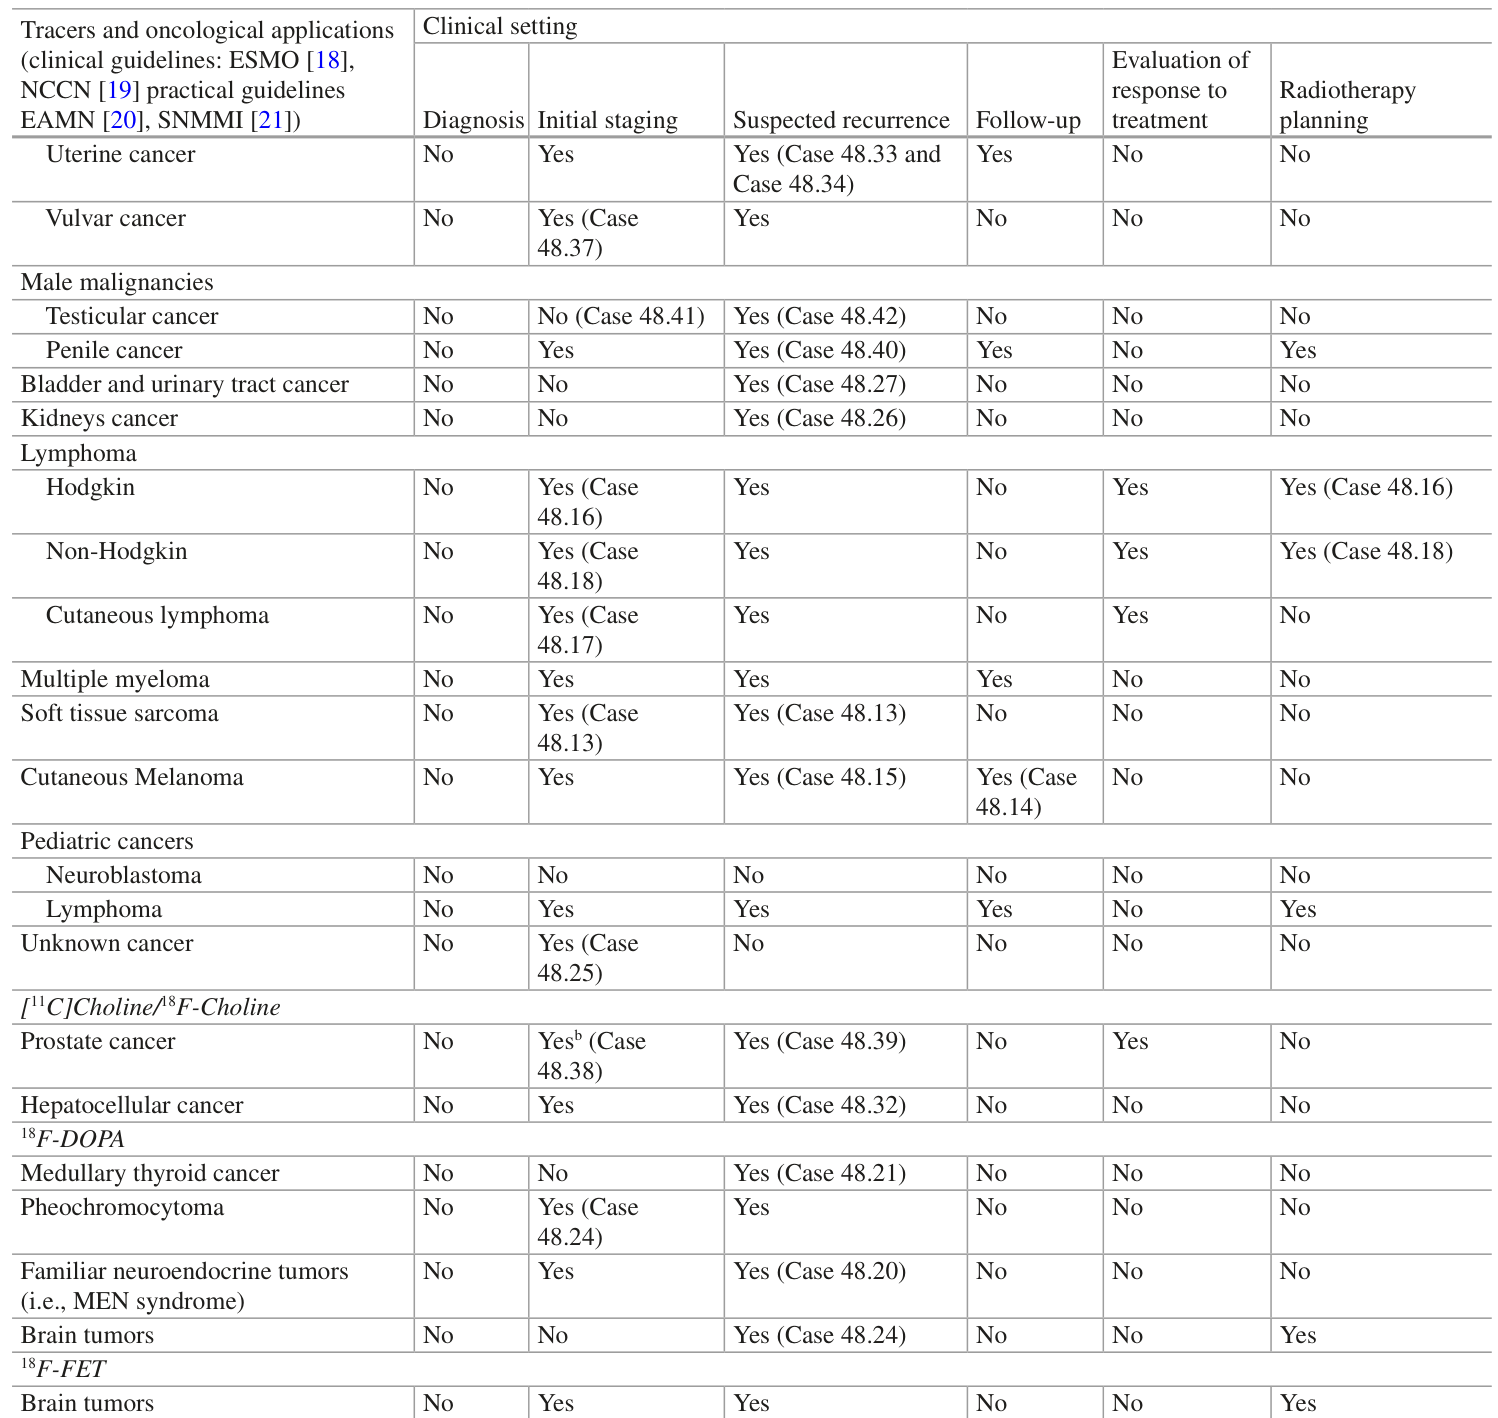 Tracers and oncological applications
(clinical guidelines: ESMO [18],
NCCN [19] practical guidelines
EAMN [20], SNMMI [21])
Clinical setting
Diagnosis
Initial staging
Suspected recurrence
Follow-up
Evaluation of
response to
treatment
Radiotherapy
planning
Uterine cancer No Yes Yes (Case 48.33 and Yes No No
Case 48.34)
Vulvar cancer No Yes (Case Yes No No No
48.37)
Male malignancies
Testicular cancer No No (Case 48.41) Yes (Case 48.42) No No No
Penile cancer No Yes Yes (Case 48.40) Yes No Yes
Bladder and urinary tract cancer No No Yes (Case 48.27) No No No
Kidneys cancer No No Yes (Case 48.26) No No No
Lymphoma
Hodgkin No Yes (Case Yes No Yes Yes (Case 48.16)
48.16)
Non-Hodgkin No Yes (Case Yes No Yes Yes (Case 48.18)
48.18)
Cutaneous lymphoma No Yes (Case Yes No Yes No
48.17)
Multiple myeloma No Yes Yes Yes No No
Soft tissue sarcoma No Yes (Case Yes (Case 48.13) No No No
48.13)
Cutaneous Melanoma No Yes Yes (Case 48.15) Yes (Case No No
48.14)
Pediatric cancers
Neuroblastoma No No No No No No
Lymphoma No Yes Yes Yes No Yes
Unknown cancer No Yes (Case No No No No
48.25)
[¹¹C]Choline/¹⁸F-Choline
Prostate cancer No Yesᵇ (Case Yes (Case 48.39) No Yes No
48.38)
Hepatocellular cancer No Yes Yes (Case 48.32) No No No
¹⁸F-DOPA
Medullary thyroid cancer No No Yes (Case 48.21) No No No
Pheochromocytoma No Yes (Case Yes No No No
48.24)
Familiar neuroendocrine tumors No Yes Yes (Case 48.20) No No No
(i.e., MEN syndrome)
Brain tumors No No Yes (Case 48.24) No No Yes
¹⁸F-FET
Brain tumors No Yes Yes No No Yes